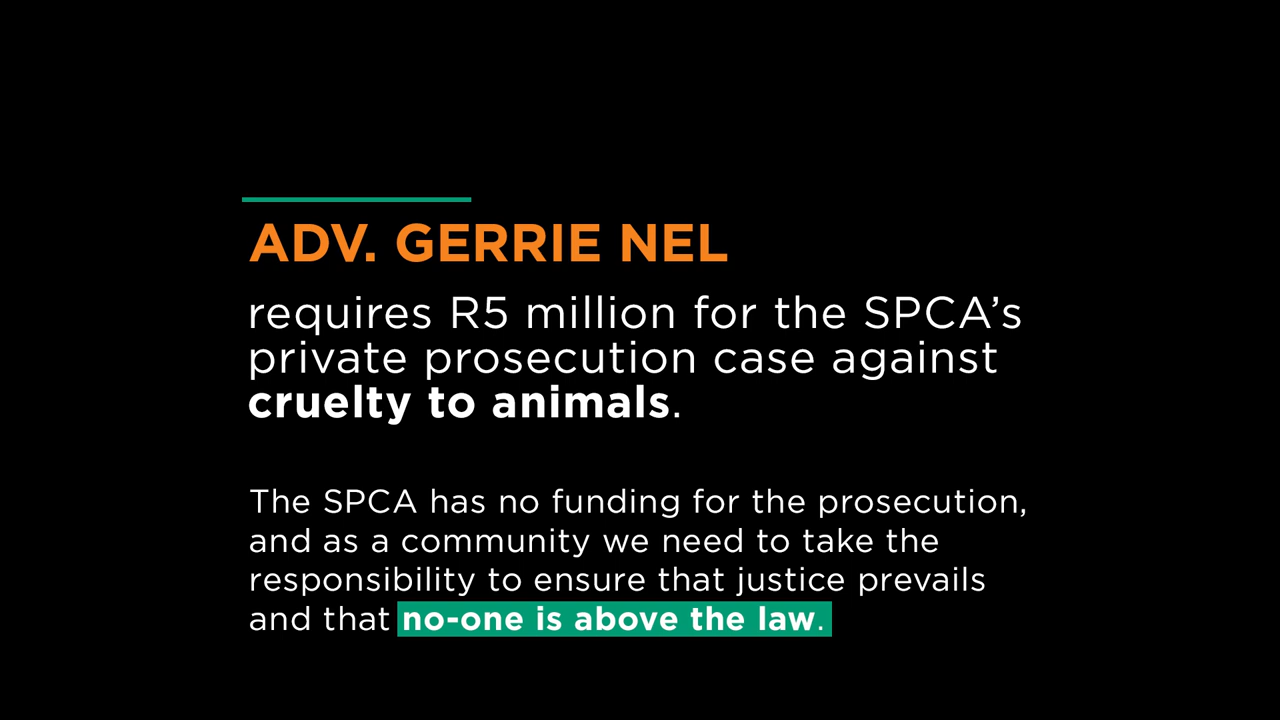 ADV. GERRIE NEL
requires R5 million for the SPCA’s
private prosecution case against
cruelty to animals.
The SPCA has no funding for the prosecution,
and as a community we need to take the
responsibility to ensure that justice prevails
and that no-one is above the law.